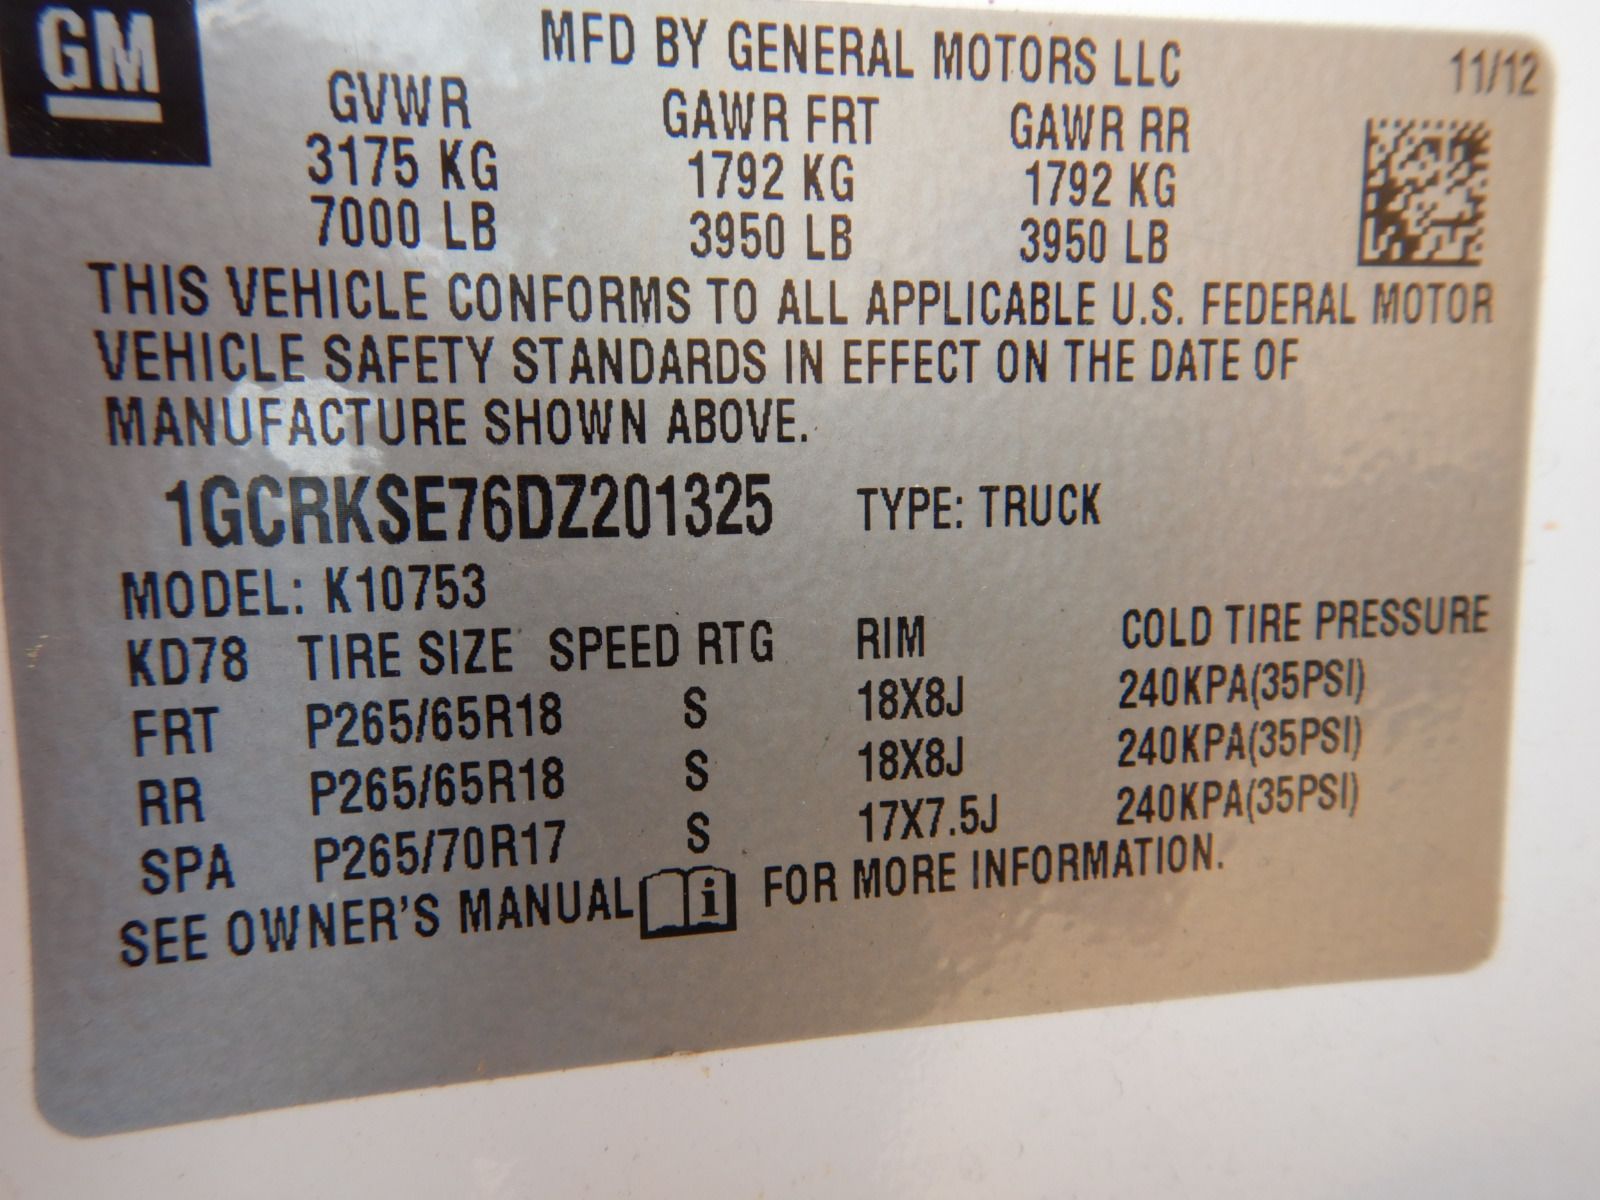 GM
MFD BY GENERAL MOTORS LLC
11/12
GVWR GAWR FRT GAWR RR
3175 KG 1792 KG 1792 KG
7000 LB 3950 LB 3950 LB
THIS VEHICLE CONFORMS TO ALL APPLICABLE U.S. FEDERAL MOTOR
VEHICLE SAFETY STANDARDS IN EFFECT ON THE DATE OF
MANUFACTURE SHOWN ABOVE.
1GCRKSE76DZ201325 TYPE: TRUCK
MODEL: K10753
KD78 TIRE SIZE SPEED RTG RIM COLD TIRE PRESSURE
FRT P265/65R18 S 18X8J 240KPA(35PSI)
RR P265/65R18 S 18X8J 240KPA(35PSI)
SPA P265/70R17 S 17X7.5J 240KPA(35PSI)
SEE OWNER'S MANUAL i FOR MORE INFORMATION.